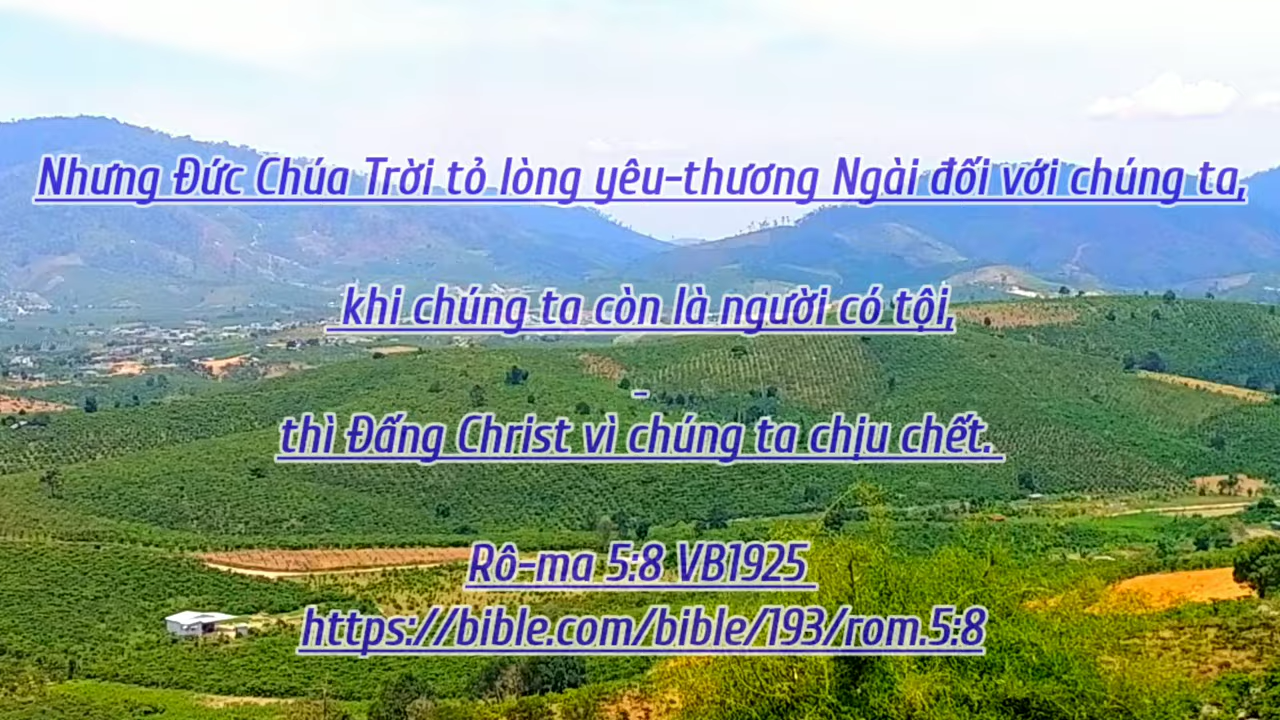 Nhưng Đức Chúa Trời tỏ lòng yêu-thương Ngài đối với chúng ta,
khi chúng ta còn là người có tội,
-
thì Đấng Christ vì chúng ta chịu chết.
Rô-ma 5:8 VB1925
https://bible.com/bible/193/rom.5:8